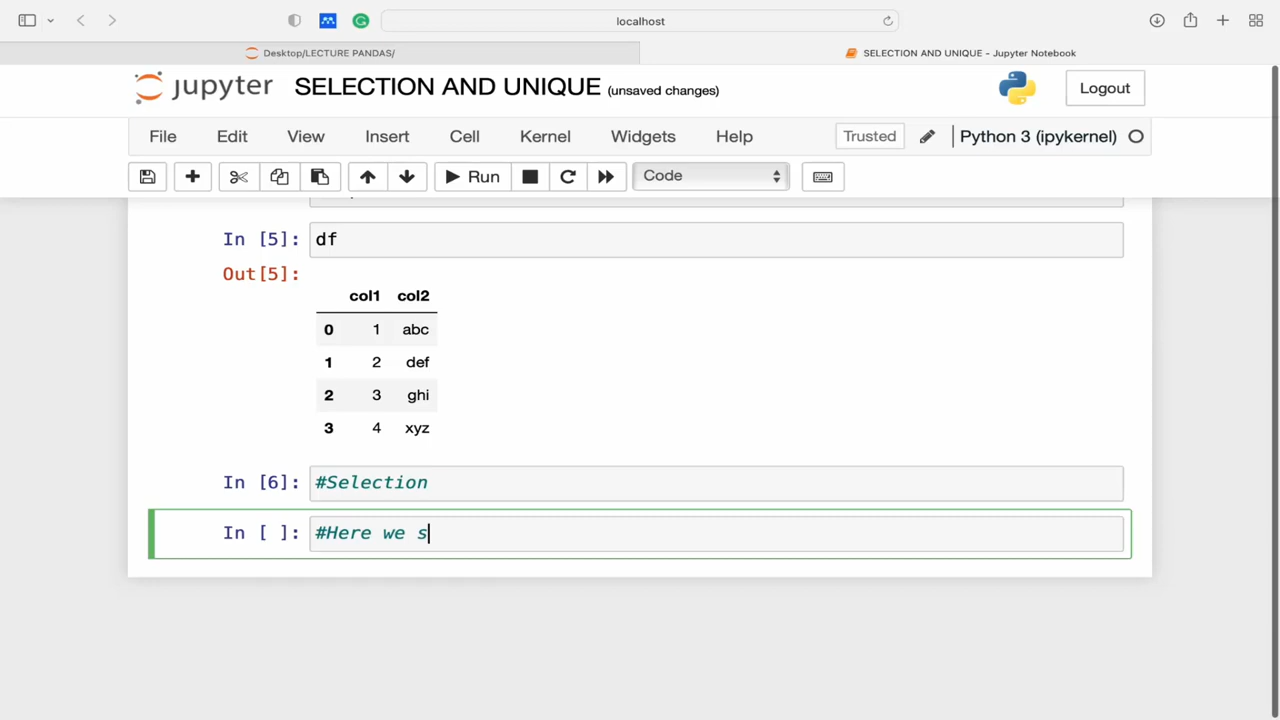 localhost
Desktop/LECTURE PANDAS/
SELECTION AND UNIQUE - Jupyter Notebook
jupyter SELECTION AND UNIQUE (unsaved changes)
Logout
File Edit View Insert Cell Kernel Widgets Help
Trusted
Python 3 (ipykernel)
Run
Code
In [5]: df
Out[5]:
col1 col2
0 1 abc
1 2 def
2 3 ghi
3 4 xyz
In [6]: #Selection
In [ ]: #Here we s